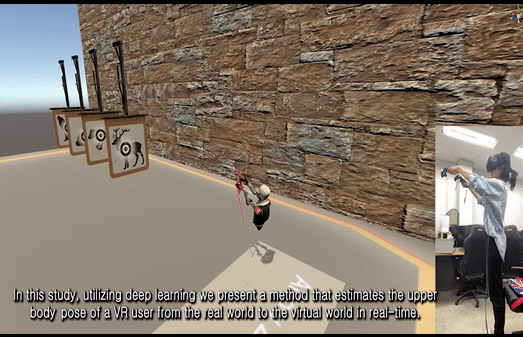 In this study, utilizing deep learning we present a method that estimates the upper
body pose of a VR user from the real world to the virtual world in real-time.